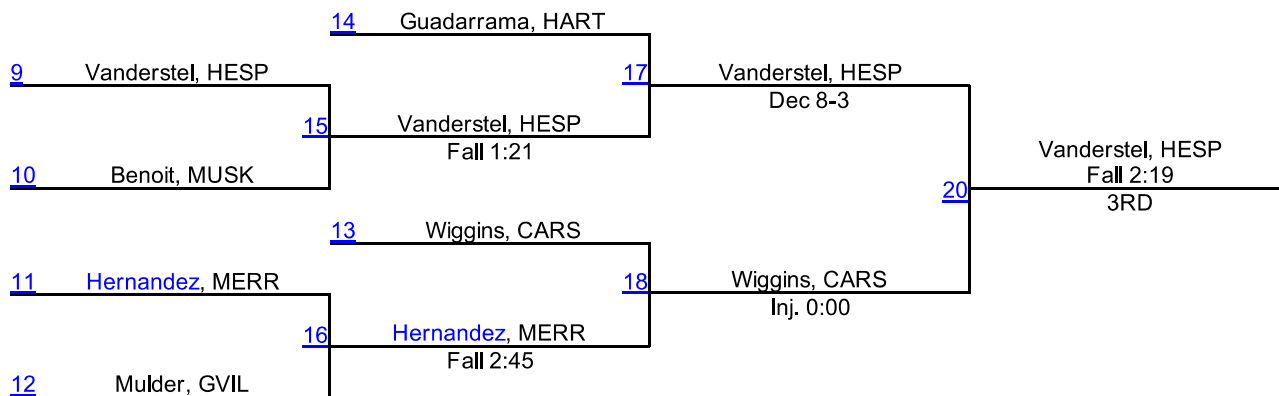 14 Guadarrama, HART
9 Vanderstel, HESP
17 Vanderstel, HESP
Dec 8-3
15 Vanderstel, HESP
Fall 1:21
10 Benoit, MUSK
Vanderstel, HESP
Fall 2:19
20
3RD
13 Wiggins, CARS
11 Hernandez, MERR
18 Wiggins, CARS
Inj. 0:00
16 Hernandez, MERR
Fall 2:45
12 Mulder, GVIL